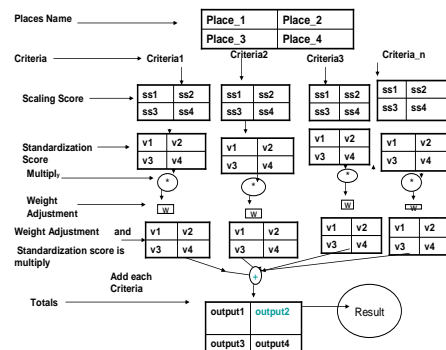 Places Name
Place_1 Place_2
Place_3 Place_4
Criteria
Criteria1 Criteria2 Criteria3 Criteria_n
Scaling Score
ss1 ss2 ss1 ss2 ss1 ss2 ss1 ss2
ss3 ss4 ss3 ss4 ss3 ss4 ss3 ss4
Standardization
Score
v1 v2 v1 v2 v1 v2 v1 v2
v3 v4 v3 v4 v3 v4 v3 v4
Multiply
* * * *
Weight
Adjustment
w w w w
Weight Adjustment and
Standardization score is
multiply
v1 v2 v1 v2 v1 v2 v1 v2
v3 v4 v3 v4 v3 v4 v3 v4
Add each
Criteria
+
Totals
output1 output2
output3 output4
Result